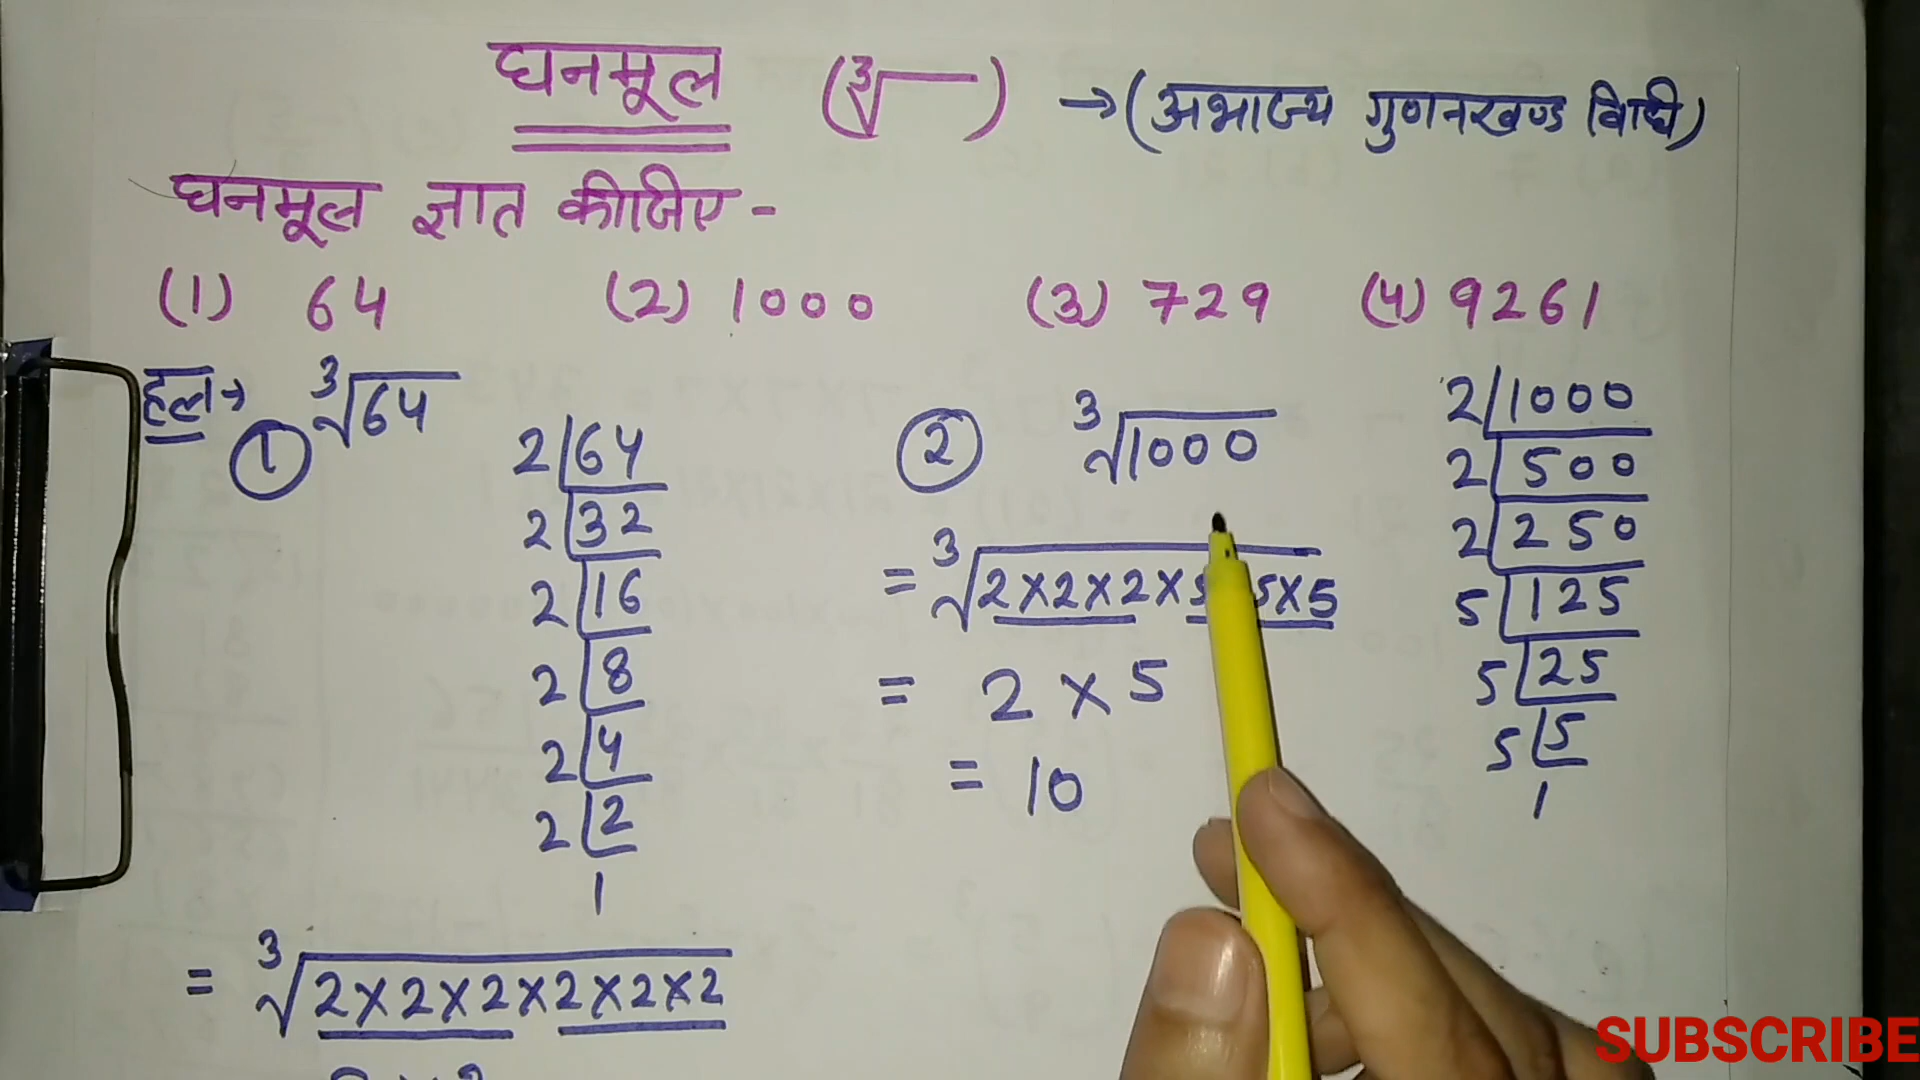 घनमूल (∛‾) → (अभाज्य गुणनखण्ड विधि)
घनमूल ज्ञात कीजिए -
(1) 64 (2) 1000 (3) 729 (4) 9261
हल→
① ∛64
2|64
2|32
2|16
2|8
2|4
2|2
1
= ∛2×2×2×2×2×2
② ∛1000
= ∛2×2×2×5 5×5
= 2 × 5
= 10
2|1000
2|500
2|250
5|125
5|25
5|5
1
SUBSCRIBE